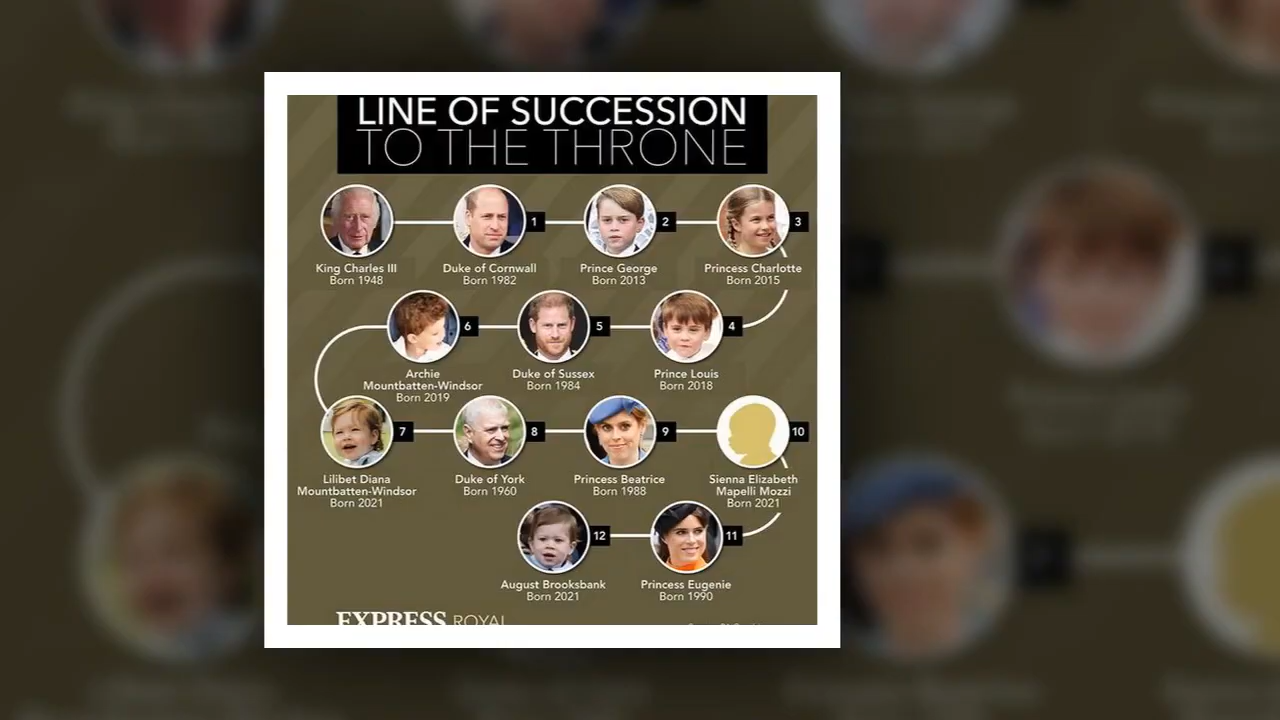 LINE OF SUCCESSION
TO THE THRONE
1
2
3
King Charles III
Born 1948
Duke of Cornwall
Born 1982
Prince George
Born 2013
Princess Charlotte
Born 2015
6
5
4
Archie
Mountbatten-Windsor
Born 2019
Duke of Sussex
Born 1984
Prince Louis
Born 2018
7
8
9
10
Lilibet Diana
Mountbatten-Windsor
Born 2021
Duke of York
Born 1960
Princess Beatrice
Born 1988
Sienna Elizabeth
Mapelli Mozzi
Born 2021
12
11
August Brooksbank
Born 2021
Princess Eugenie
Born 1990
EXPRESS ROYAL